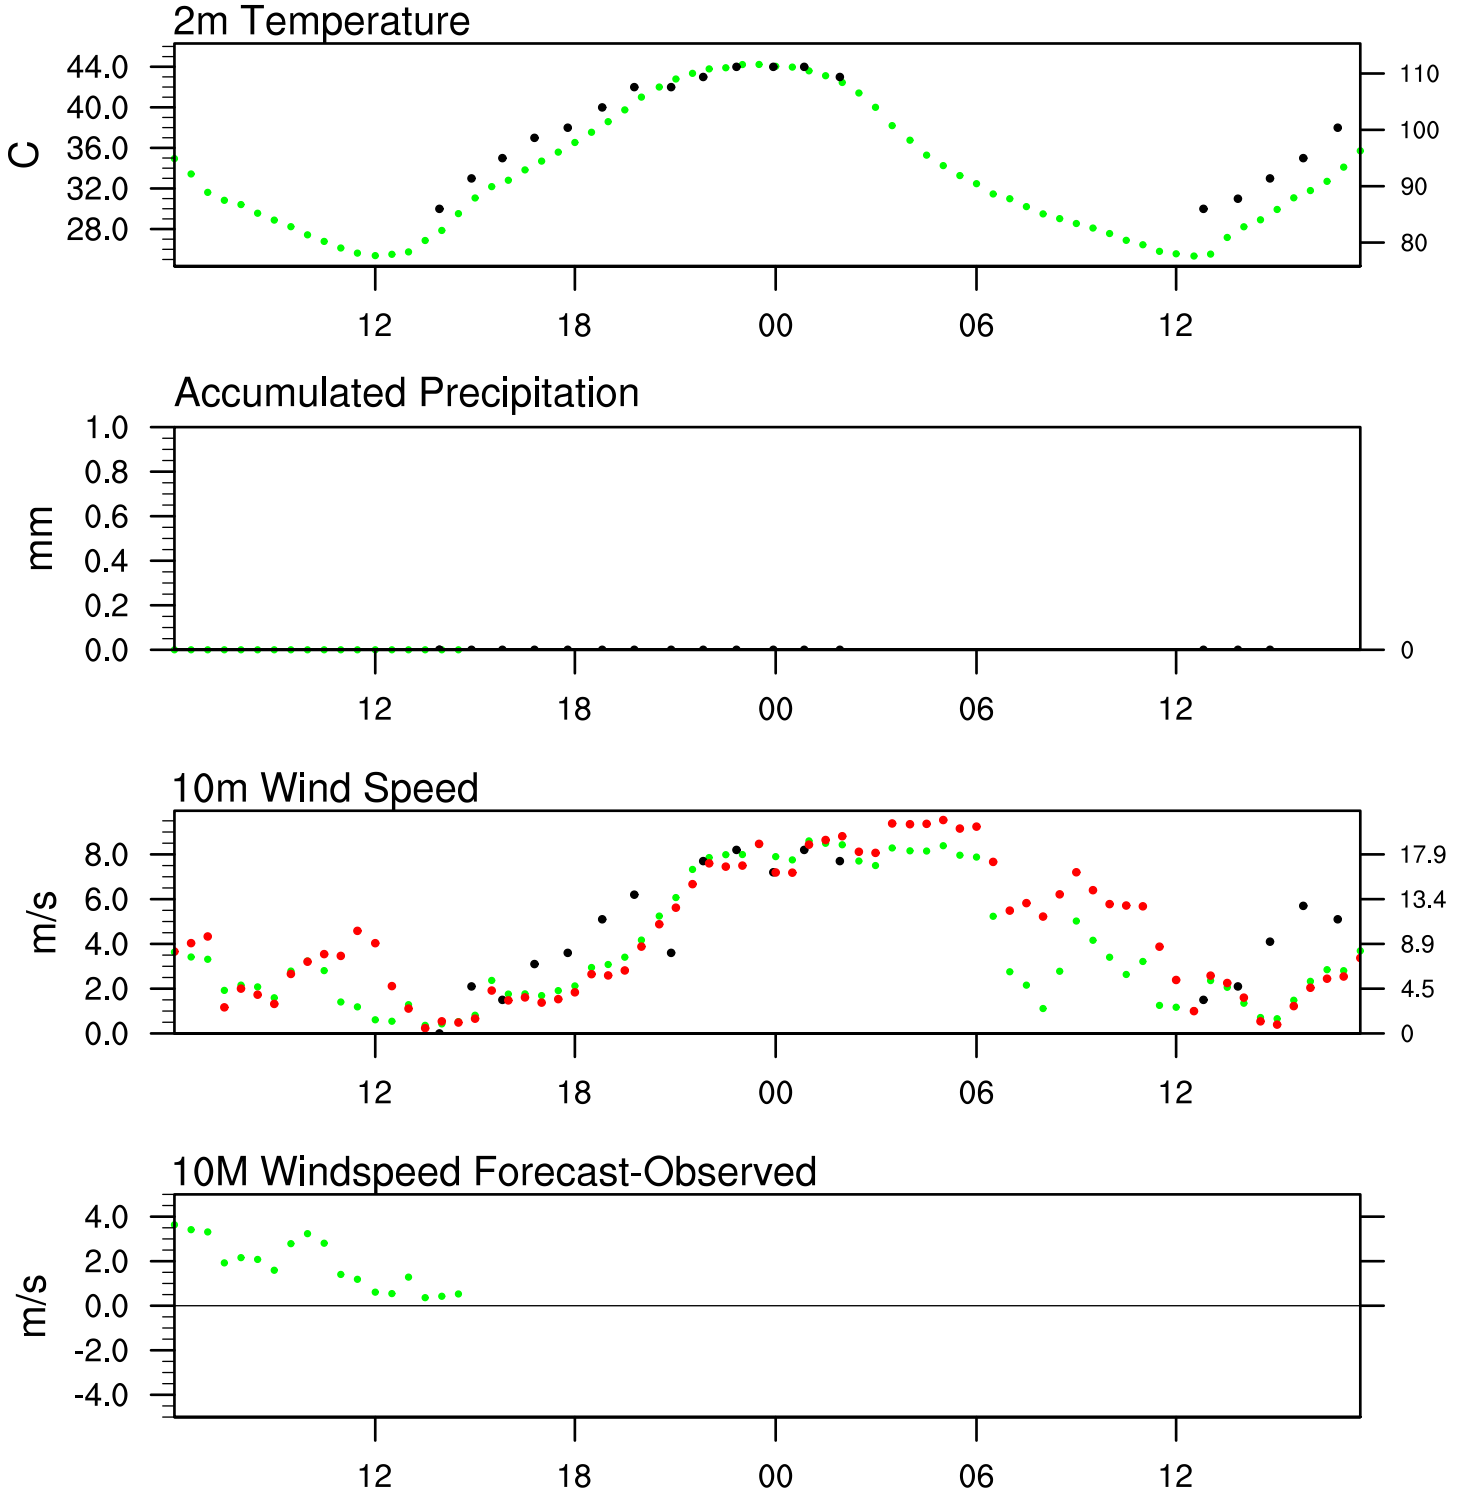 2m Temperature
44.0
40.0
36.0
32.0
28.0
C
110
100
90
80
12 18 00 06 12
Accumulated Precipitation
1.0
0.8
0.6
0.4
0.2
0.0
mm
0
12 18 00 06 12
10m Wind Speed
8.0
6.0
4.0
2.0
0.0
m/s
17.9
13.4
8.9
4.5
0
12 18 00 06 12
10M Windspeed Forecast-Observed
4.0
2.0
0.0
-2.0
-4.0
m/s
12 18 00 06 12